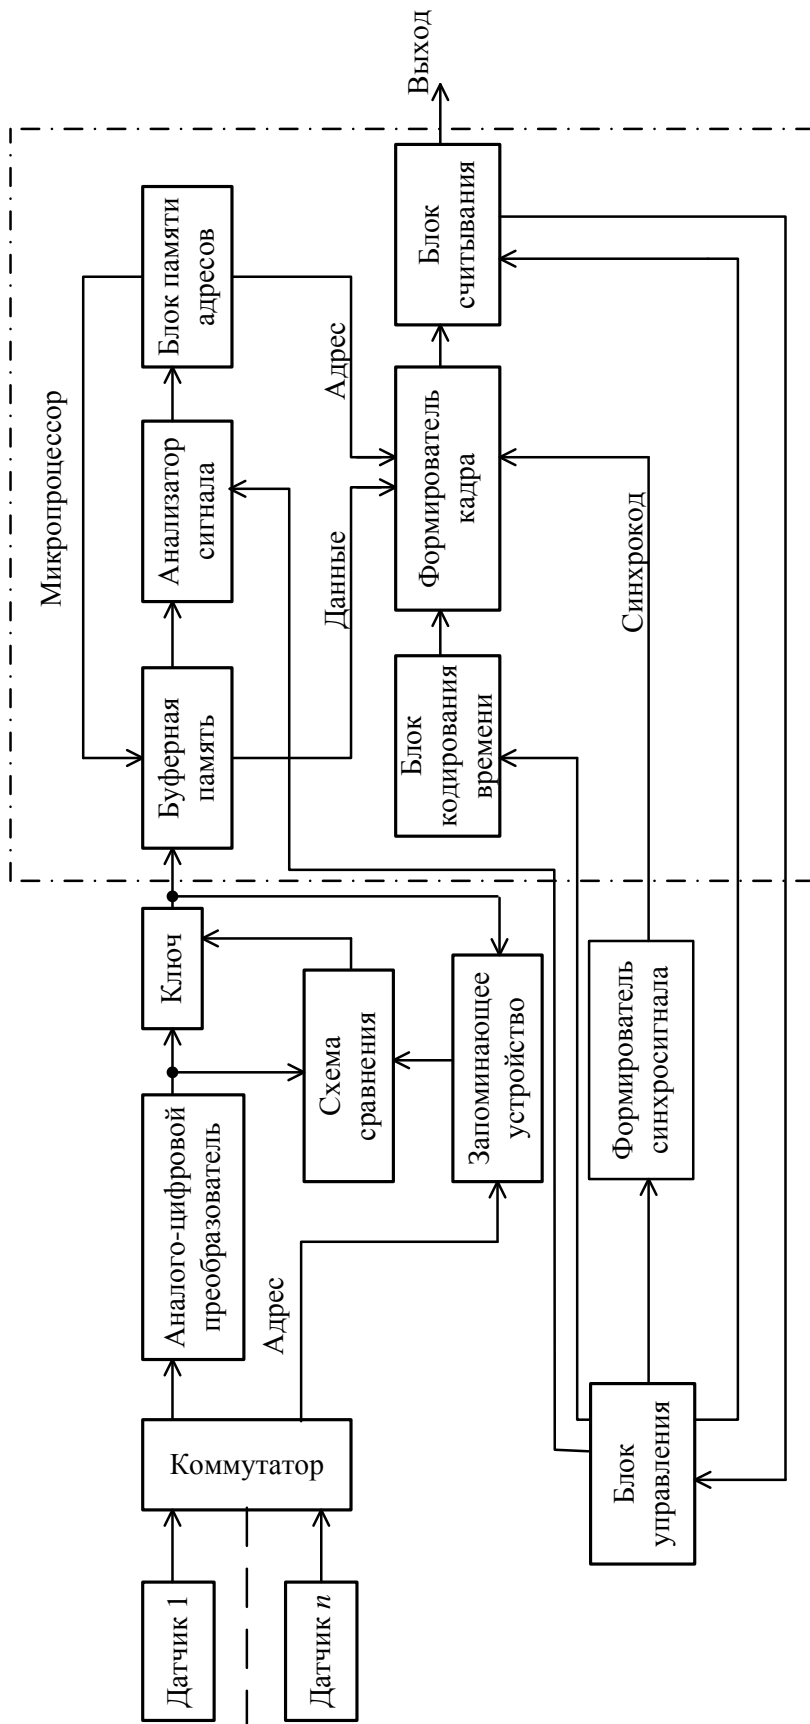 Датчик 1
Датчик n
Коммутатор
Адрес
Аналого-цифровой
преобразователь
Ключ
Схема
сравнения
Запоминающее
устройство
Блок
управления
Формирователь
синхросигнала
Синхрокод
Микропроцессор
Буферная
память
Анализатор
сигнала
Блок памяти
адресов
Данные
Адрес
Блок
кодирования
времени
Формирователь
кадра
Блок
считывания
Выход